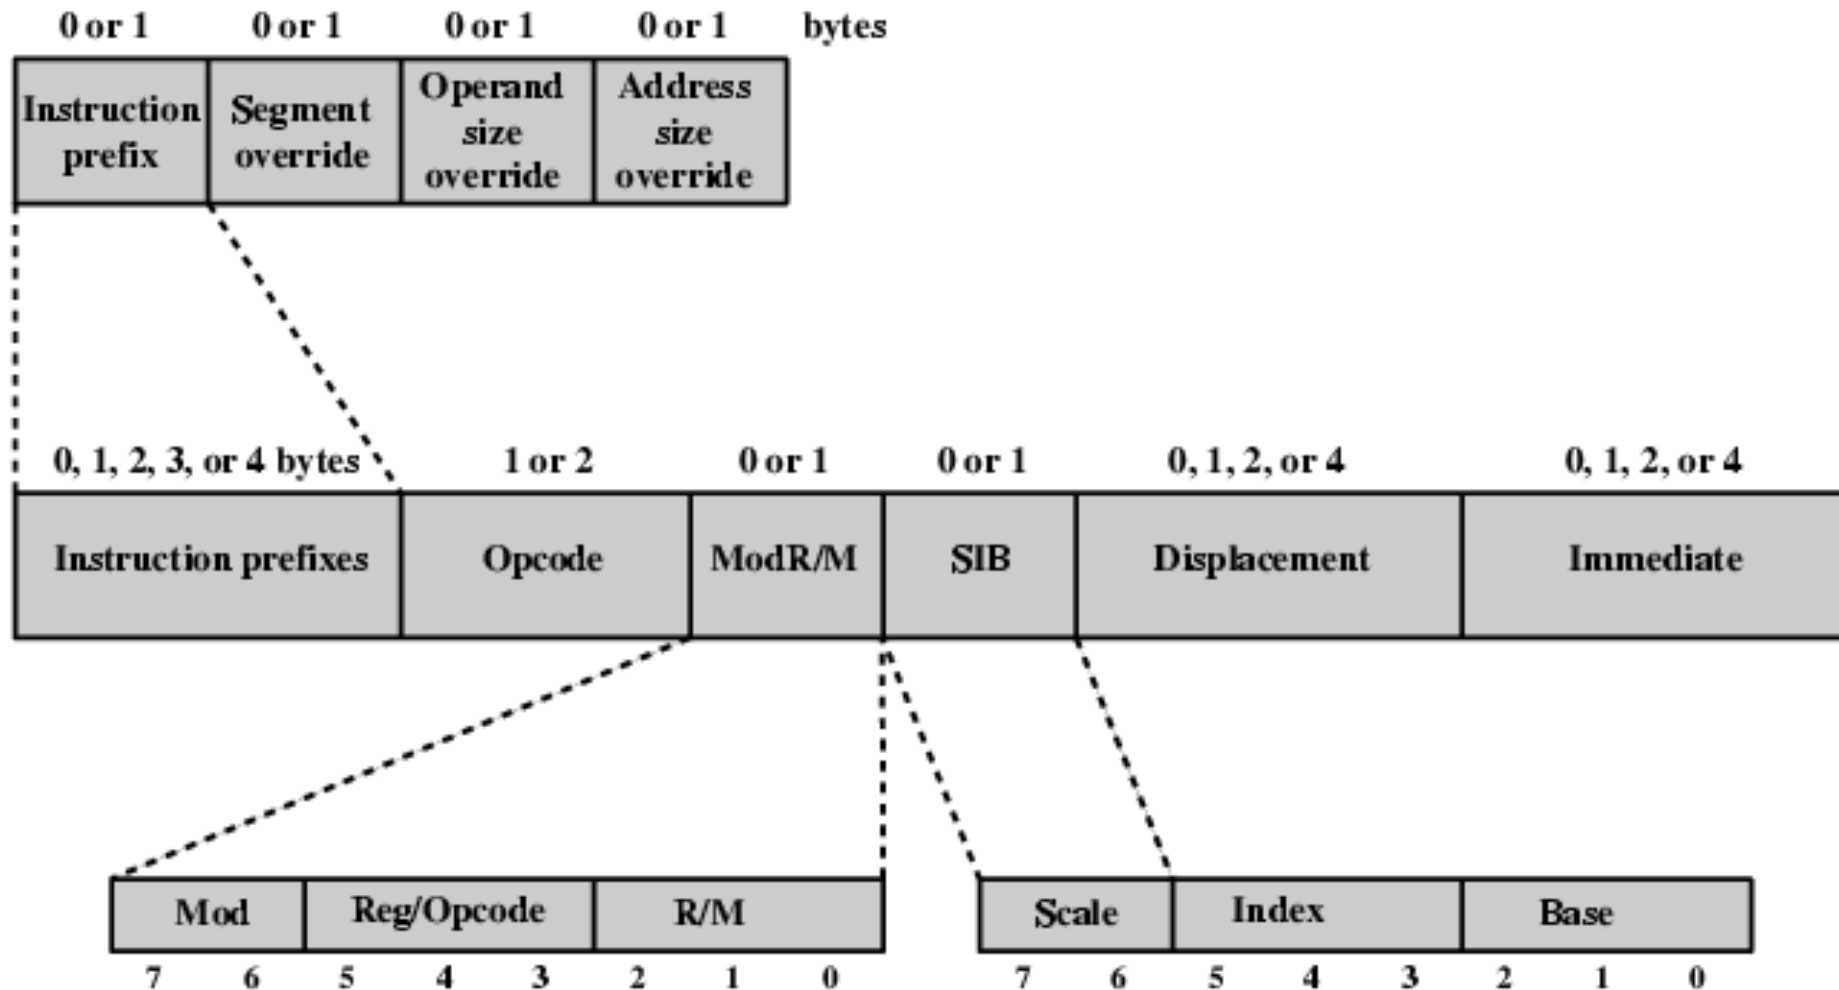 0 or 1 0 or 1 0 or 1 0 or 1 bytes
Instruction prefix
Segment override
Operand size override
Address size override
0, 1, 2, 3, or 4 bytes 1 or 2 0 or 1 0 or 1 0, 1, 2, or 4 0, 1, 2, or 4
Instruction prefixes Opcode ModR/M SIB Displacement Immediate
Mod Reg/Opcode R/M Scale Index Base
7 6 5 4 3 2 1 0 7 6 5 4 3 2 1 0